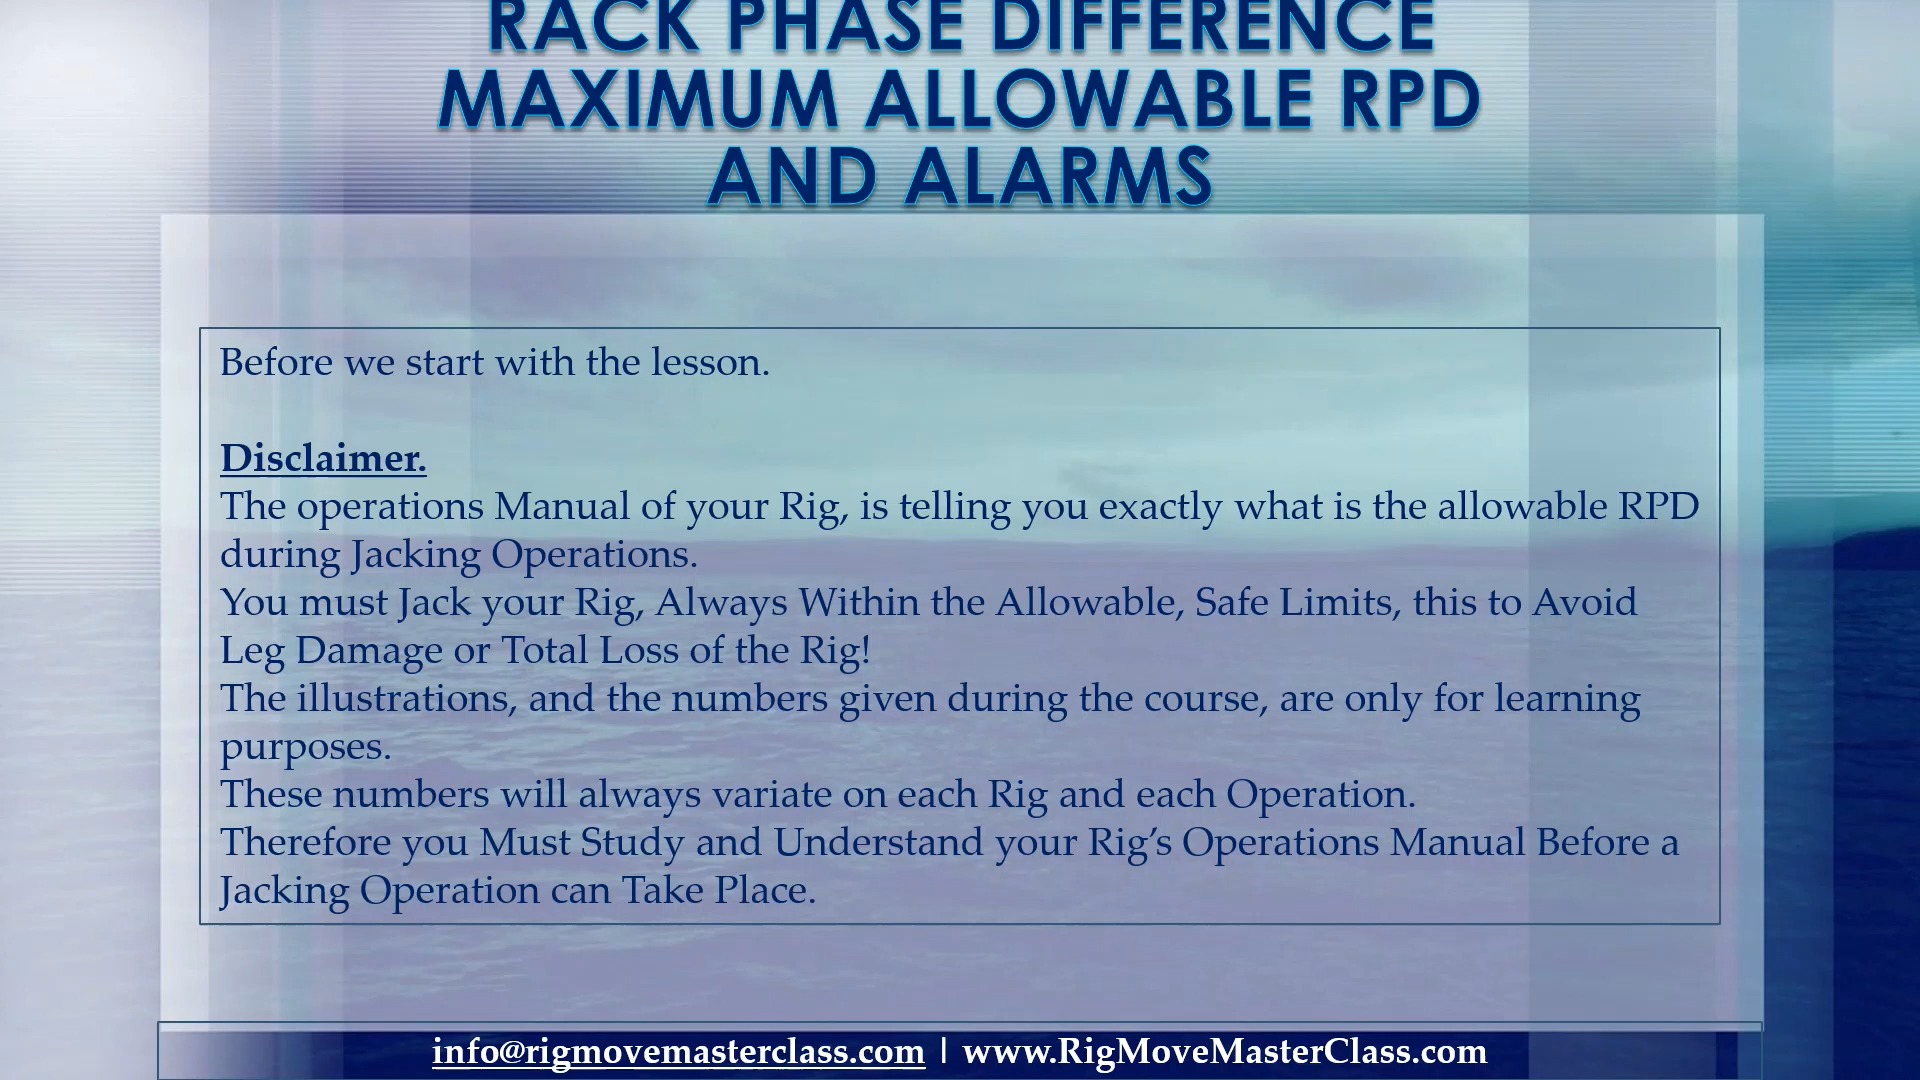 RACK PHASE DIFFERENCE
MAXIMUM ALLOWABLE RPD
AND ALARMS
Before we start with the lesson.
Disclaimer.
The operations Manual of your Rig, is telling you exactly what is the allowable RPD
during Jacking Operations.
You must Jack your Rig, Always Within the Allowable, Safe Limits, this to Avoid
Leg Damage or Total Loss of the Rig!
The illustrations, and the numbers given during the course, are only for learning
purposes.
These numbers will always variate on each Rig and each Operation.
Therefore you Must Study and Understand your Rig’s Operations Manual Before a
Jacking Operation can Take Place.
info@rigmovemasterclass.com | www.RigMoveMasterClass.com